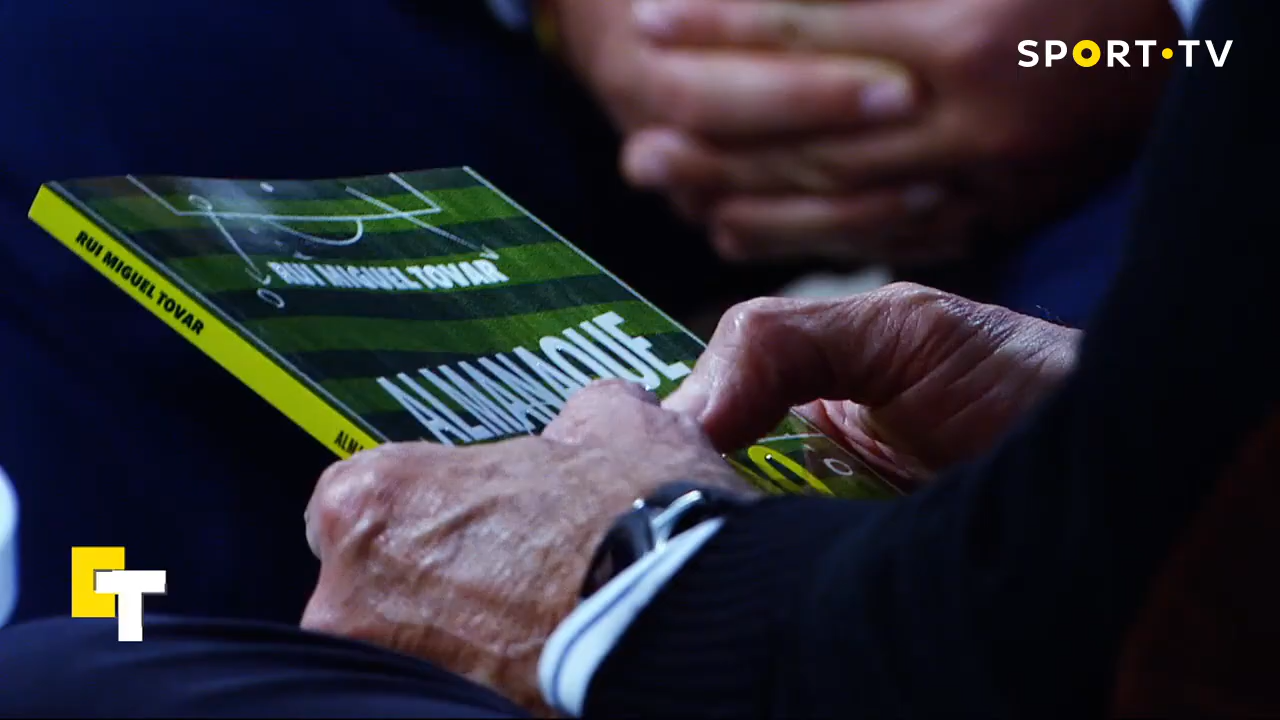 SPORT·TV
RUI MIGUEL TOVAR
RUI MIGUEL TOVAR
ALMANAQUE
T